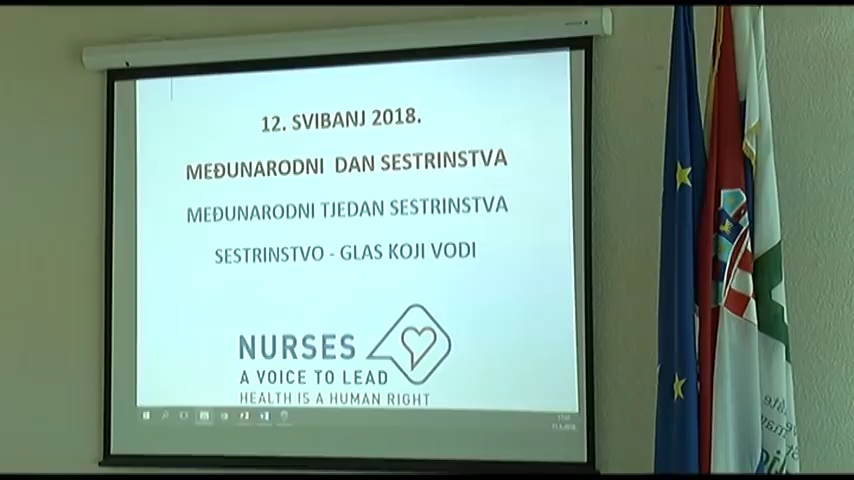 12. SVIBANJ 2018.
MEĐUNARODNI DAN SESTRINSTVA
MEĐUNARODNI TJEDAN SESTRINSTVA
SESTRINSTVO - GLAS KOJI VODI
NURSES
A VOICE TO LEAD
HEALTH IS A HUMAN RIGHT